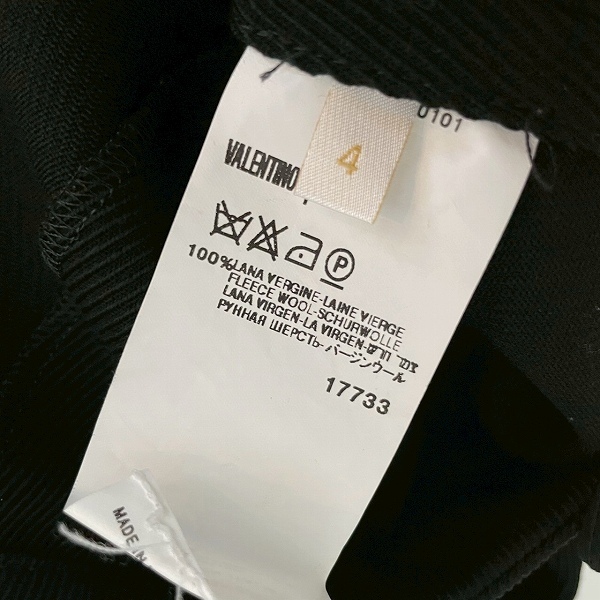 0101
4
VALENTINO
P
100%LANA VERGINE-LAINE VIERGE
FLEECE WOOL-SCHURWOLLE
LANA VIRGEN-LA VIRGEN-
РУННАЯ ШЕРСТЬ-バージンウール
17733
MADE IN